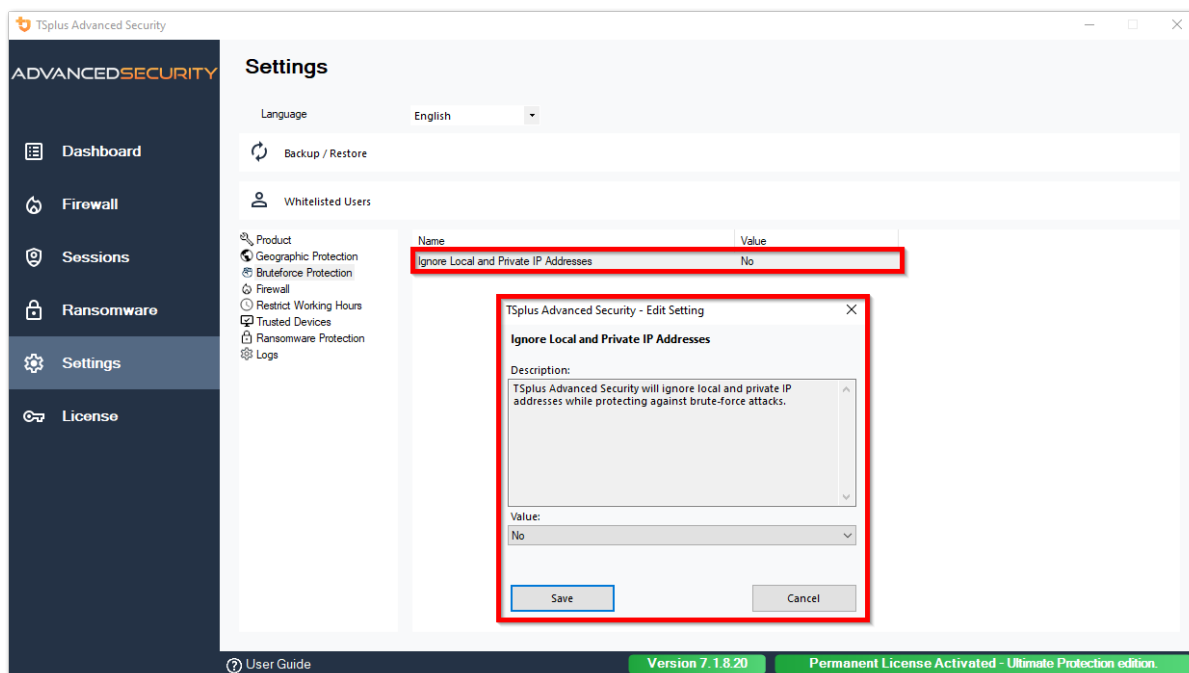 TSplus Advanced Security
ADVANCEDSECURITY
Dashboard
Firewall
Sessions
Ransomware
Settings
License
Settings
Language
English
Backup / Restore
Whitelisted Users
Product
Geographic Protection
Bruteforce Protection
Firewall
Restrict Working Hours
Trusted Devices
Ransomware Protection
Logs
Name Value
Ignore Local and Private IP Addresses No
TSplus Advanced Security - Edit Setting
Ignore Local and Private IP Addresses
Description:
TSplus Advanced Security will ignore local and private IP
addresses while protecting against brute-force attacks.
Value:
No
Save Cancel
User Guide Version 7.1.8.20 Permanent License Activated - Ultimate Protection edition.